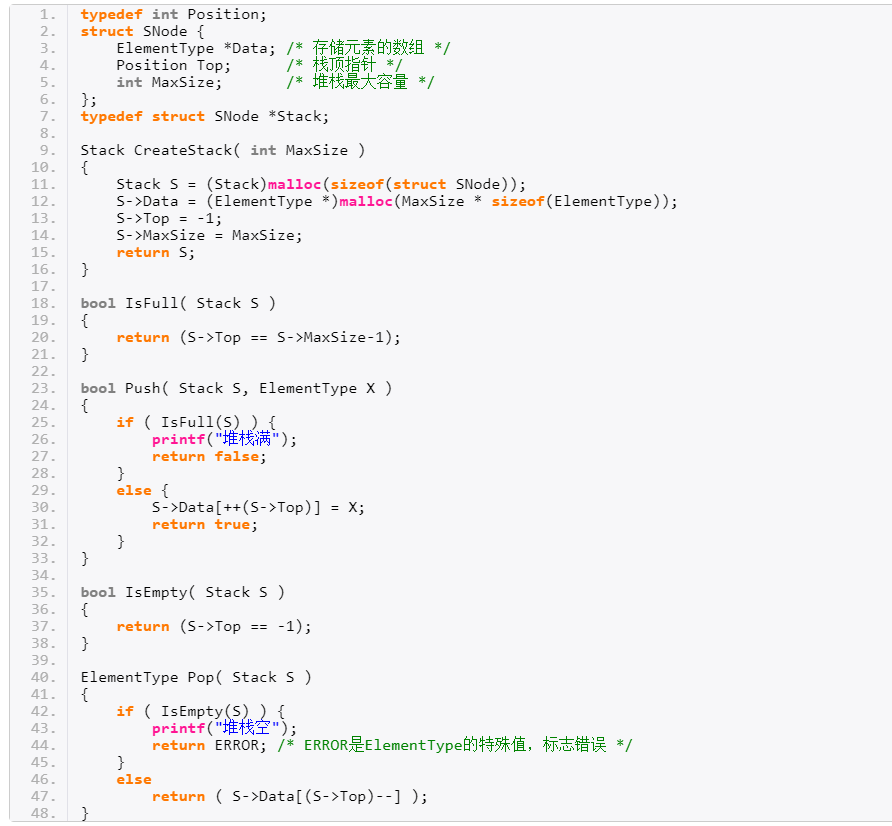 1. typedef int Position;
2. struct SNode {
3.     ElementType *Data; /* 存储元素的数组 */
4.     Position Top;      /* 栈顶指针 */
5.     int MaxSize;       /* 堆栈最大容量 */
6. };
7. typedef struct SNode *Stack;
8.
9. Stack CreateStack( int MaxSize )
10. {
11.     Stack S = (Stack)malloc(sizeof(struct SNode));
12.     S->Data = (ElementType *)malloc(MaxSize * sizeof(ElementType));
13.     S->Top = -1;
14.     S->MaxSize = MaxSize;
15.     return S;
16. }
17.
18. bool IsFull( Stack S )
19. {
20.     return (S->Top == S->MaxSize-1);
21. }
22.
23. bool Push( Stack S, ElementType X )
24. {
25.     if ( IsFull(S) ) {
26.         printf("堆栈满");
27.         return false;
28.     }
29.     else {
30.         S->Data[++(S->Top)] = X;
31.         return true;
32.     }
33. }
34.
35. bool IsEmpty( Stack S )
36. {
37.     return (S->Top == -1);
38. }
39.
40. ElementType Pop( Stack S )
41. {
42.     if ( IsEmpty(S) ) {
43.         printf("堆栈空");
44.         return ERROR; /* ERROR是ElementType的特殊值，标志错误 */
45.     }
46.     else
47.         return ( S->Data[(S->Top)--] );
48. }